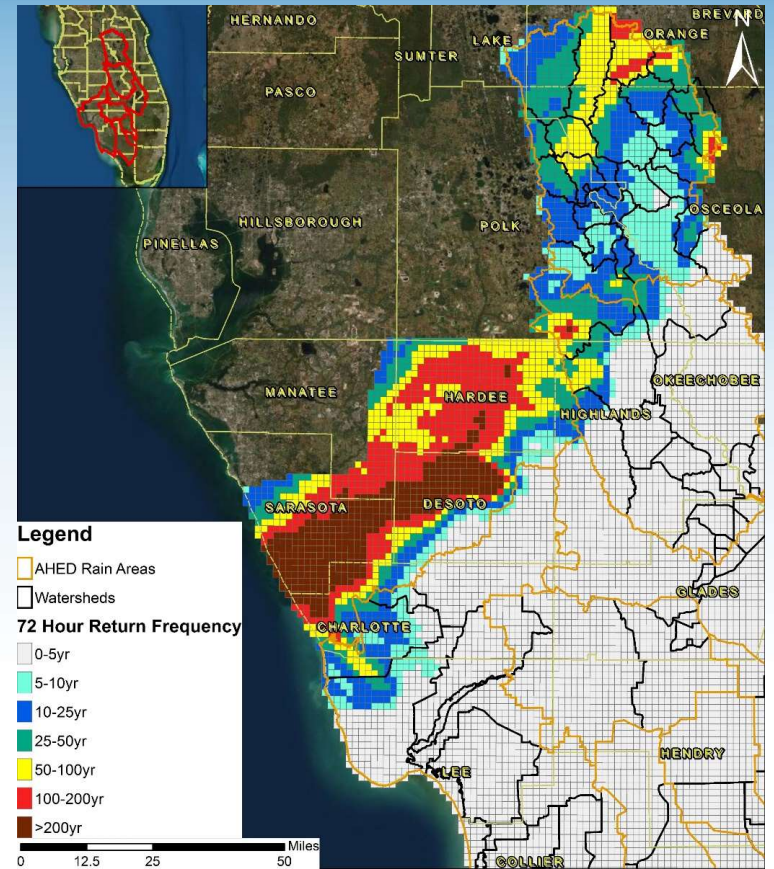 HERNANDO
BREVARD
N
LAKE
ORANGE
SUMTER
PASCO
HILLSBOROUGH
POLK
OSCEOLA
PINELLAS
MANATEE
HARDEE
OKEECHOBEE
HIGHLANDS
SARASOTA
DESOTO
GLADES
CHARLOTTE
HENDRY
LEE
COLLIER
Legend
AHED Rain Areas
Watersheds
72 Hour Return Frequency
0-5yr
5-10yr
10-25yr
25-50yr
50-100yr
100-200yr
>200yr
Miles
0 12.5 25 50